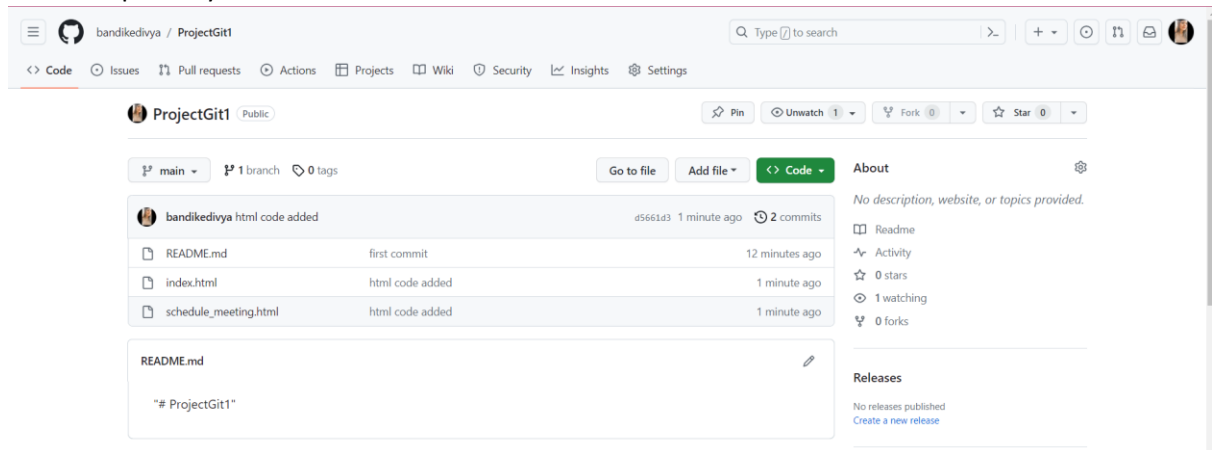 bandikedivya / ProjectGit1
Type / to search
Code Issues Pull requests Actions Projects Wiki Security Insights Settings
ProjectGit1 Public
Pin Unwatch 1 Fork 0 Star 0
main 1 branch 0 tags
Go to file Add file Code
bandikedivya html code added d5661d3 1 minute ago 2 commits
README.md first commit 12 minutes ago
index.html html code added 1 minute ago
schedule_meeting.html html code added 1 minute ago
README.md
"# ProjectGit1"
About
No description, website, or topics provided.
Readme
Activity
0 stars
1 watching
0 forks
Releases
No releases published
Create a new release